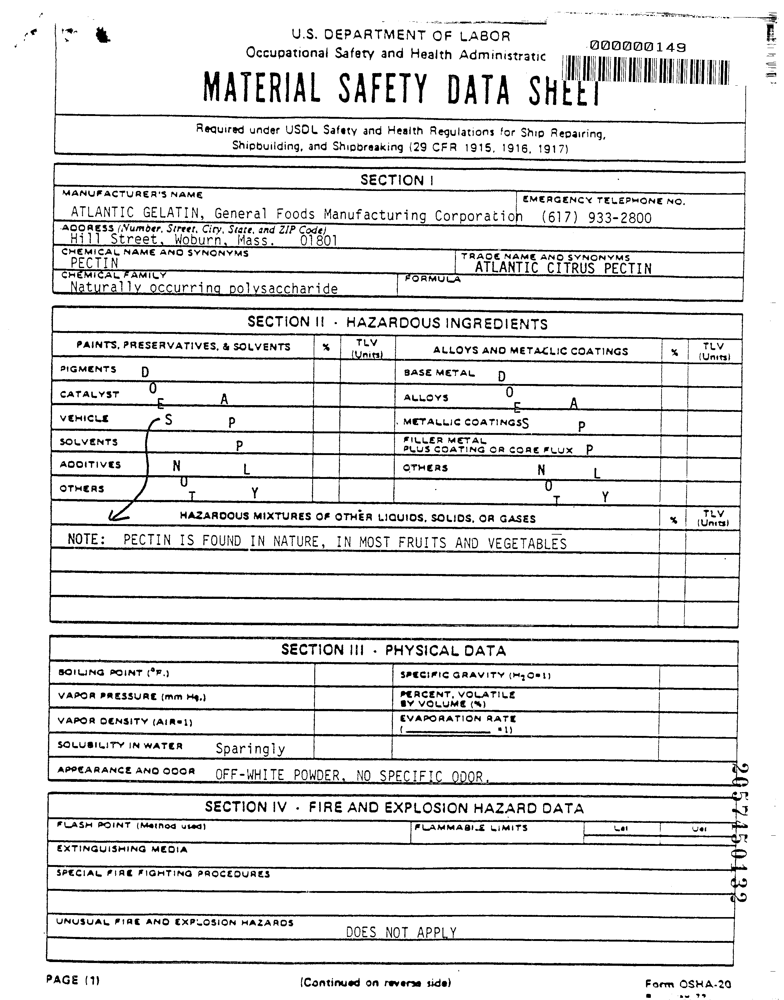 U.S. DEPARTMENT OF LABOR
Occupational Safety and Health Administratic
000000149
MATERIAL SAFETY DATA SHEET
Required under USDL Safety and Health Regulations for Ship Repairing,
Shipbuilding, and Shipbreaking (29 CFR 1915, 1916, 1917)
SECTION I
MANUFACTURER'S NAME
EMERGENCY TELEPHONE NO.
ATLANTIC GELATIN, General Foods Manufacturing Corporation (617) 933-2800
ADDRESS (Number, Street, City, State, and ZIP Code)
Hill Street, Woburn, Mass. 01801
CHEMICAL NAME AND SYNONYMS
PECTIN
TRADE NAME AND SYNONYMS
ATLANTIC CITRUS PECTIN
CHEMICAL FAMILY
Naturally occurring polysaccharide
FORMULA
SECTION II - HAZARDOUS INGREDIENTS
PAINTS, PRESERVATIVES, & SOLVENTS % TLV (Units) ALLOYS AND METALLIC COATINGS % TLV (Units)
PIGMENTS D BASE METAL D
CATALYST O E A ALLOYS O E A
VEHICLE S P METALLIC COATINGS S P
SOLVENTS P FILLER METAL PLUS COATING OR CORE FLUX P
ADDITIVES N L OTHERS N L
OTHERS O T Y O T Y
HAZARDOUS MIXTURES OF OTHER LIQUIDS, SOLIDS, OR GASES % TLV (Units)
NOTE: PECTIN IS FOUND IN NATURE, IN MOST FRUITS AND VEGETABLES
SECTION III - PHYSICAL DATA
BOILING POINT (°F.) SPECIFIC GRAVITY (H2O=1)
VAPOR PRESSURE (mm Hg.) PERCENT, VOLATILE BY VOLUME (%)
VAPOR DENSITY (AIR=1) EVAPORATION RATE ( =1)
SOLUBILITY IN WATER Sparingly
APPEARANCE AND ODOR OFF-WHITE POWDER, NO SPECIFIC ODOR.
SECTION IV - FIRE AND EXPLOSION HAZARD DATA
FLASH POINT (Method used) FLAMMABLE LIMITS Lel Uel
EXTINGUISHING MEDIA
SPECIAL FIRE FIGHTING PROCEDURES
UNUSUAL FIRE AND EXPLOSION HAZARDS
DOES NOT APPLY
2057450132
PAGE (1) (Continued on reverse side) Form OSHA-20